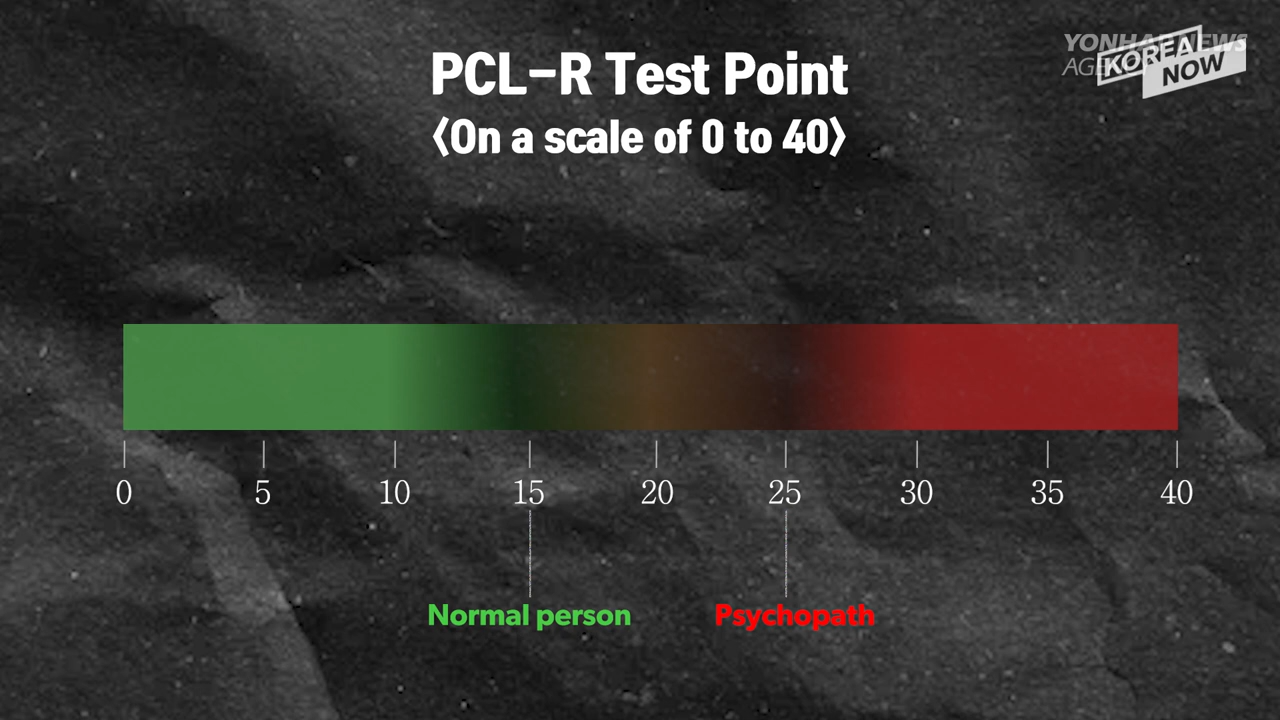 PCL-R Test Point
⟨On a scale of 0 to 40⟩
YONHAP NEWS
AGENCY
KOREA
NOW
0 5 10 15 20 25 30 35 40
Normal person Psychopath